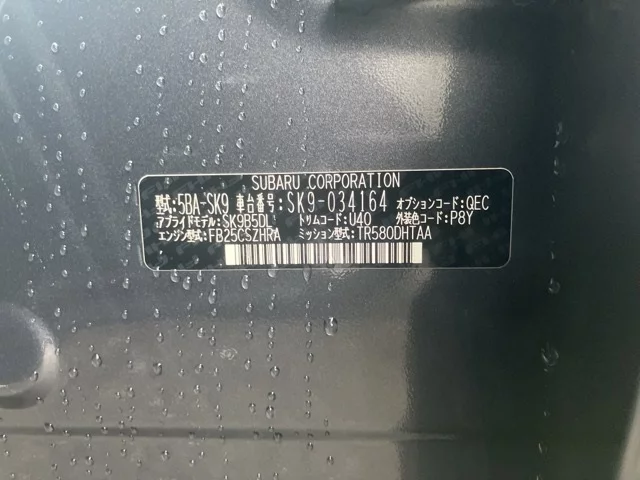 SUBARU CORPORATION
型式:5BA-SK9 車台番号:SK9-034164 オプションコード:QEC
アプライドモデル:SK9B5DL トリムコード:U40 外装色コード:P8Y
エンジン型式:FB25CSZHRA ミッション型式:TR580DHTAA